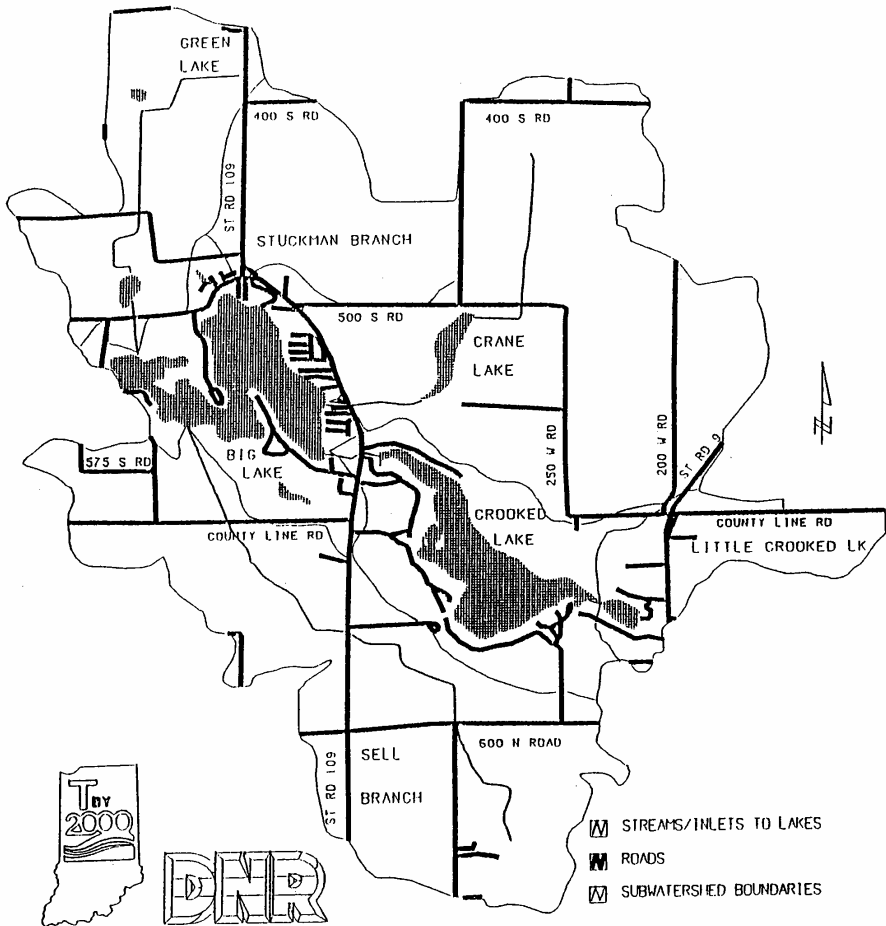 GREEN
LAKE
400 S RD
400 S RD
ST RD 109
STUCKMAN BRANCH
500 S RD
CRANE
LAKE
250 W RD
200 W RD
ST RD 9
N
575 S RD
BIG
LAKE
CROOKED
LAKE
COUNTY LINE RD
COUNTY LINE RD
LITTLE CROOKED LK
600 N ROAD
ST RD 109
SELL
BRANCH
T BY
2000
DNR
STREAMS/INLETS TO LAKES
ROADS
SUBWATERSHED BOUNDARIES